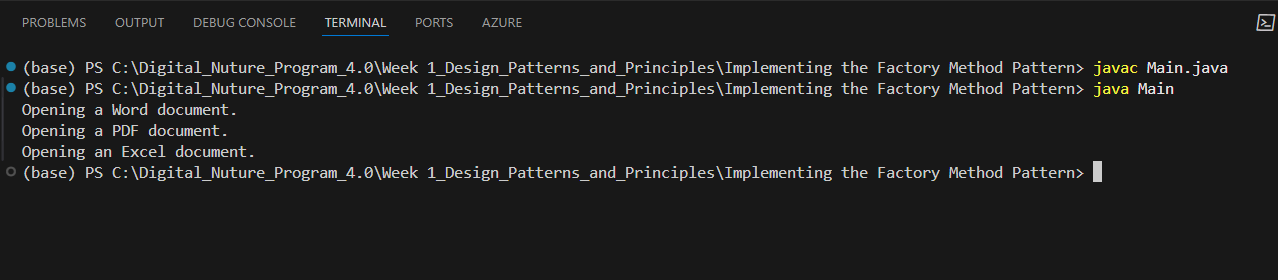 PROBLEMS OUTPUT DEBUG CONSOLE TERMINAL PORTS AZURE
(base) PS C:\Digital_Nuture_Program_4.0\Week 1_Design_Patterns_and_Principles\Implementing the Factory Method Pattern> javac Main.java
(base) PS C:\Digital_Nuture_Program_4.0\Week 1_Design_Patterns_and_Principles\Implementing the Factory Method Pattern> java Main
Opening a Word document.
Opening a PDF document.
Opening an Excel document.
(base) PS C:\Digital_Nuture_Program_4.0\Week 1_Design_Patterns_and_Principles\Implementing the Factory Method Pattern>